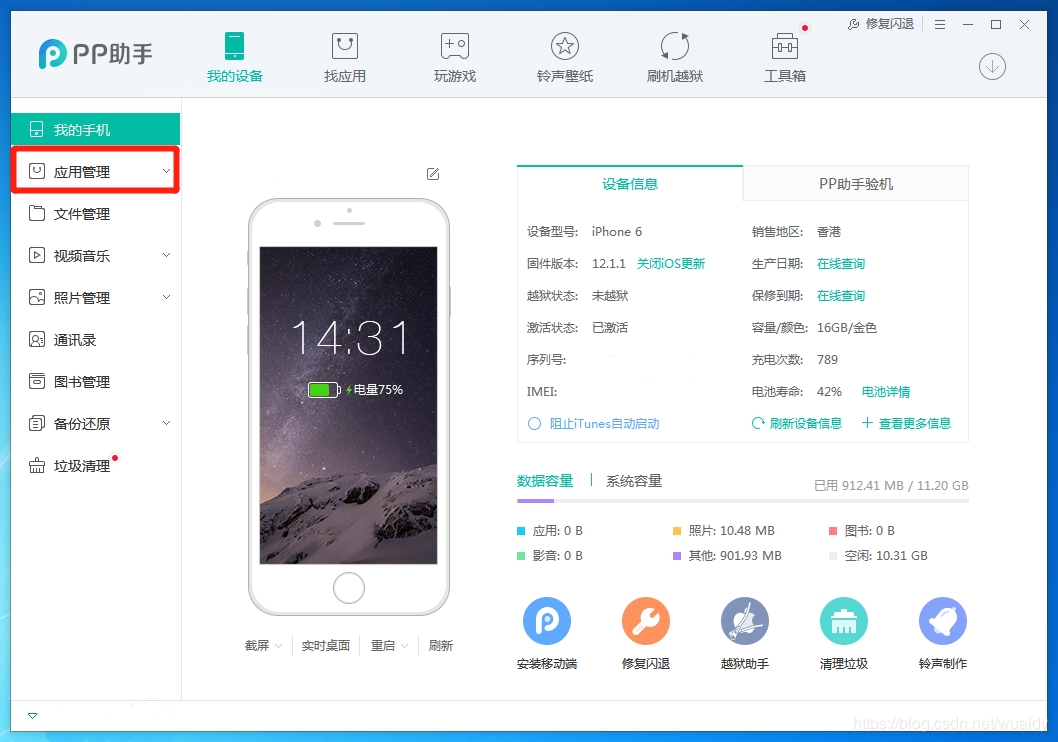 PP助手
我的设备
找应用
玩游戏
铃声壁纸
刷机越狱
工具箱
修复闪退
我的手机
应用管理
文件管理
视频音乐
照片管理
通讯录
图书管理
备份还原
垃圾清理
14:31
电量75%
截屏
实时桌面
重启
刷新
设备信息
PP助手验机
设备型号: iPhone 6 销售地区: 香港
固件版本: 12.1.1 关闭iOS更新 生产日期: 在线查询
越狱状态: 未越狱 保修到期: 在线查询
激活状态: 已激活 容量/颜色: 16GB/金色
序列号: 充电次数: 789
IMEI: 电池寿命: 42% 电池详情
阻止iTunes自动启动 刷新设备信息 查看更多信息
数据容量 系统容量 已用 912.41 MB / 11.20 GB
应用: 0 B 照片: 10.48 MB 图书: 0 B
影音: 0 B 其他: 901.93 MB 空闲: 10.31 GB
安装移动端
修复闪退
越狱助手
清理垃圾
铃声制作
https://blog.csdn.net/wuaidy